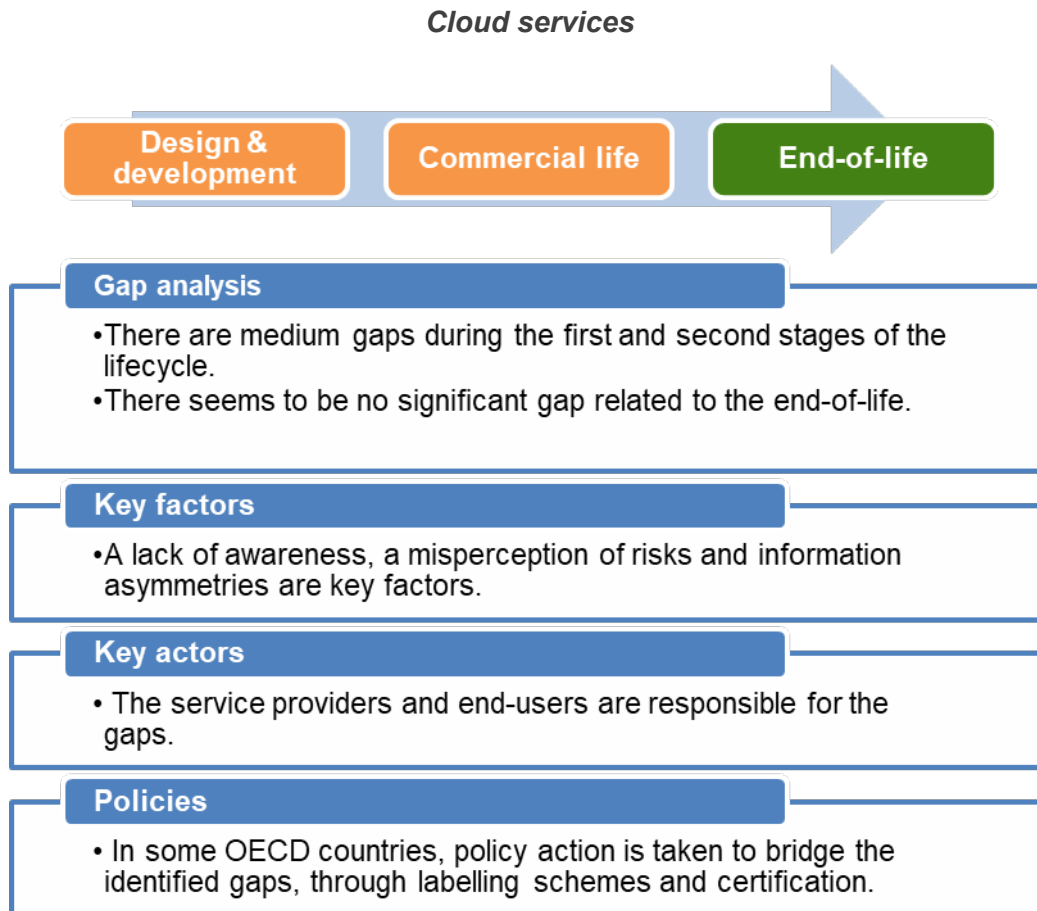 Cloud services
Design &
development
Commercial life
End-of-life
Gap analysis
•There are medium gaps during the first and second stages of the
lifecycle.
•There seems to be no significant gap related to the end-of-life.
Key factors
•A lack of awareness, a misperception of risks and information
asymmetries are key factors.
Key actors
• The service providers and end-users are responsible for the
gaps.
Policies
• In some OECD countries, policy action is taken to bridge the
identified gaps, through labelling schemes and certification.